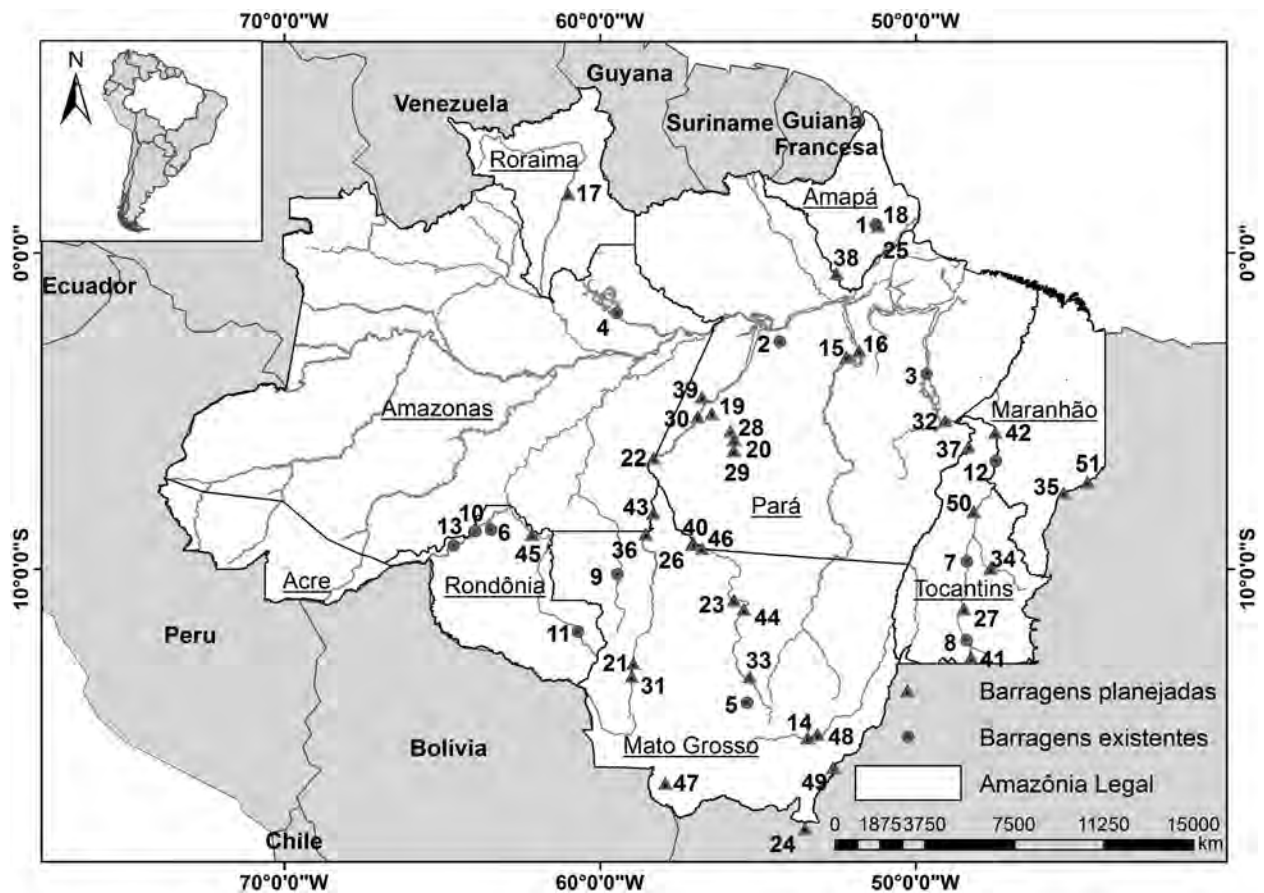 70°0'0"W 60°0'0"W 50°0'0"W
N
Guyana
Venezuela
Suriname
Guiana
Francesa
Roraima
17
Amapá
1 18
25
38
0°0'0" 0°0'0"
Ecuador
4
2
15 16
3
39
19
30
28
20
29
22
Amazonas
Maranhão
32
42
37
12
51
35
50
43
Pará
10
13
6
45
36
40
46
26
9
7
34
10°0'0"S 10°0'0"S
Acre
Rondônia
Tocantins
23
44
27
11
8
41
21
31
33
5
Peru
Bolívia
Mato Grosso
14
48
47
49
24
Chile
Barragens planejadas
Barragens existentes
Amazônia Legal
0 1875 3750 7500 11250 15000
km
70°0'0"W 60°0'0"W 50°0'0"W